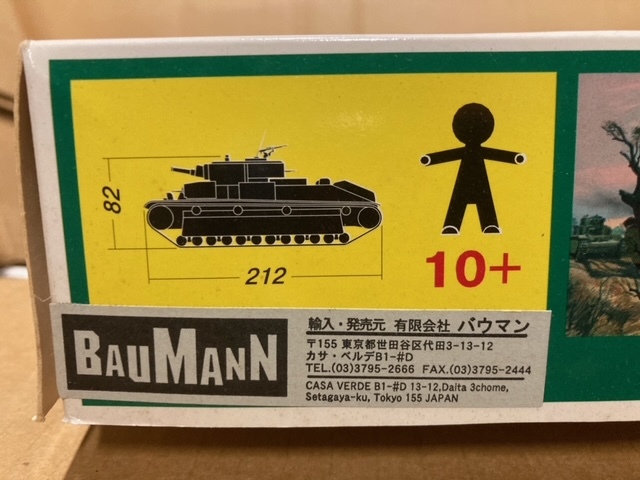 82
212
10+
BAUMANN
輸入・発売元 有限会社 バウマン
〒155 東京都世田谷区代田3-13-12
カサ・ベルデB1-#D
TEL.(03)3795-2666 FAX.(03)3795-2444
CASA VERDE B1-#D 13-12,Daita 3chome,
Setagaya-ku, Tokyo 155 JAPAN